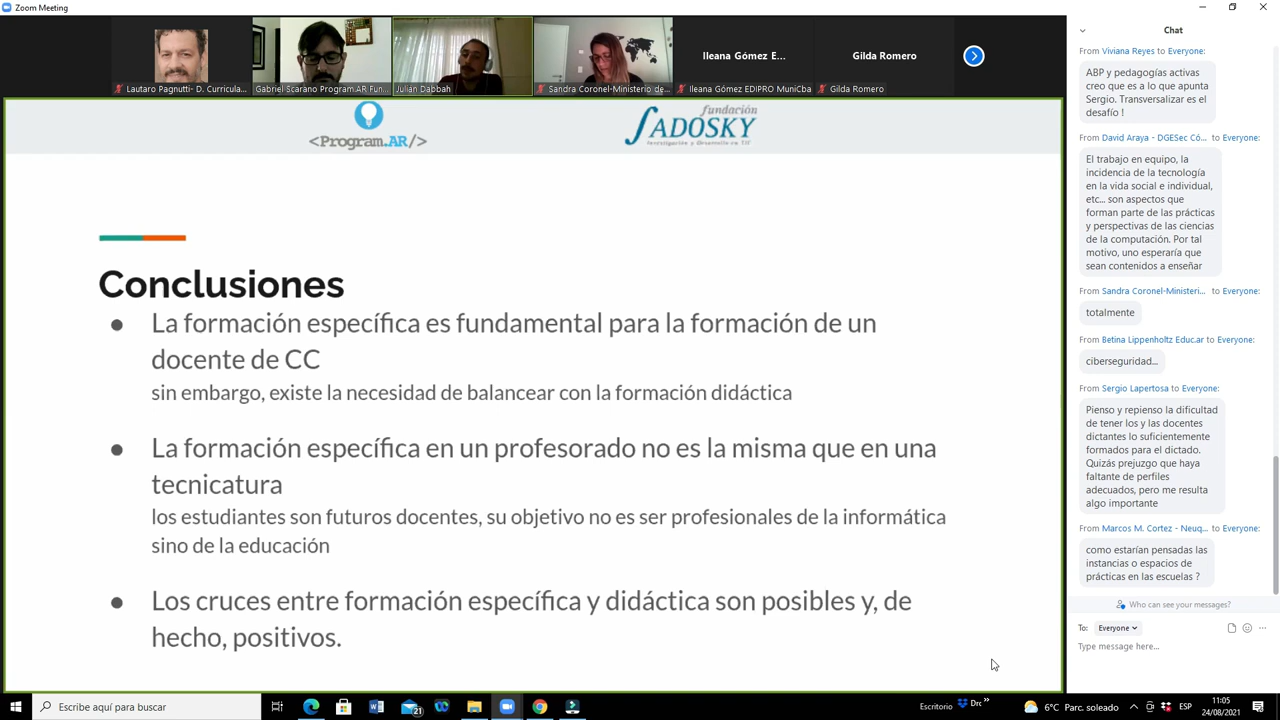 Zoom Meeting
Lautaro Pagnutti- D. Currícula...
Gabriel Scarano Program.AR Fun...
Julián Dabbah
Sandra Coronel-Ministerio de...
Ileana Gómez E...
Ileana Gómez EDIPRO MuniCba
Gilda Romero
Gilda Romero
<Program.AR/>
fundación
SADOSKY
Investigación y Desarrollo en TIC
Conclusiones
● La formación específica es fundamental para la formación de un
docente de CC
sin embargo, existe la necesidad de balancear con la formación didáctica
● La formación específica en un profesorado no es la misma que en una
tecnicatura
los estudiantes son futuros docentes, su objetivo no es ser profesionales de la informática
sino de la educación
● Los cruces entre formación específica y didáctica son posibles y, de
hecho, positivos.
Chat
From Viviana Reyes to Everyone:
ABP y pedagogías activas
creo que es a lo que apunta
Sergio. Transversalizar es el
desafío !
From David Araya - DGESec Có... to Everyone:
El trabajo en equipo, la
incidencia de la tecnología
en la vida social e individual,
etc... son aspectos que
forman parte de las prácticas
y perspectivas de las ciencias
de la computación. Por tal
motivo, uno esperaría que
sean contenidos a enseñar
From Sandra Coronel-Ministeri... to Everyone:
totalmente
From Betina Lippenholtz Educ.ar to Everyone:
ciberseguridad...
From Sergio Lapertosa to Everyone:
Pienso y repienso la dificultad
de tener los y las docentes
dictantes lo suficientemente
formados para el dictado.
Quizás prejuzgo que haya
faltante de perfiles
adecuados, pero me resulta
algo importante
From Marcos M. Cortez - Neuq... to Everyone:
como estarían pensadas las
instancias o espacios de
prácticas en las escuelas ?
Who can see your messages?
To: Everyone
Type message here...
Escribe aquí para buscar
21
Escritorio
Drc
6°C Parc. soleado
ESP
11:05
24/08/2021